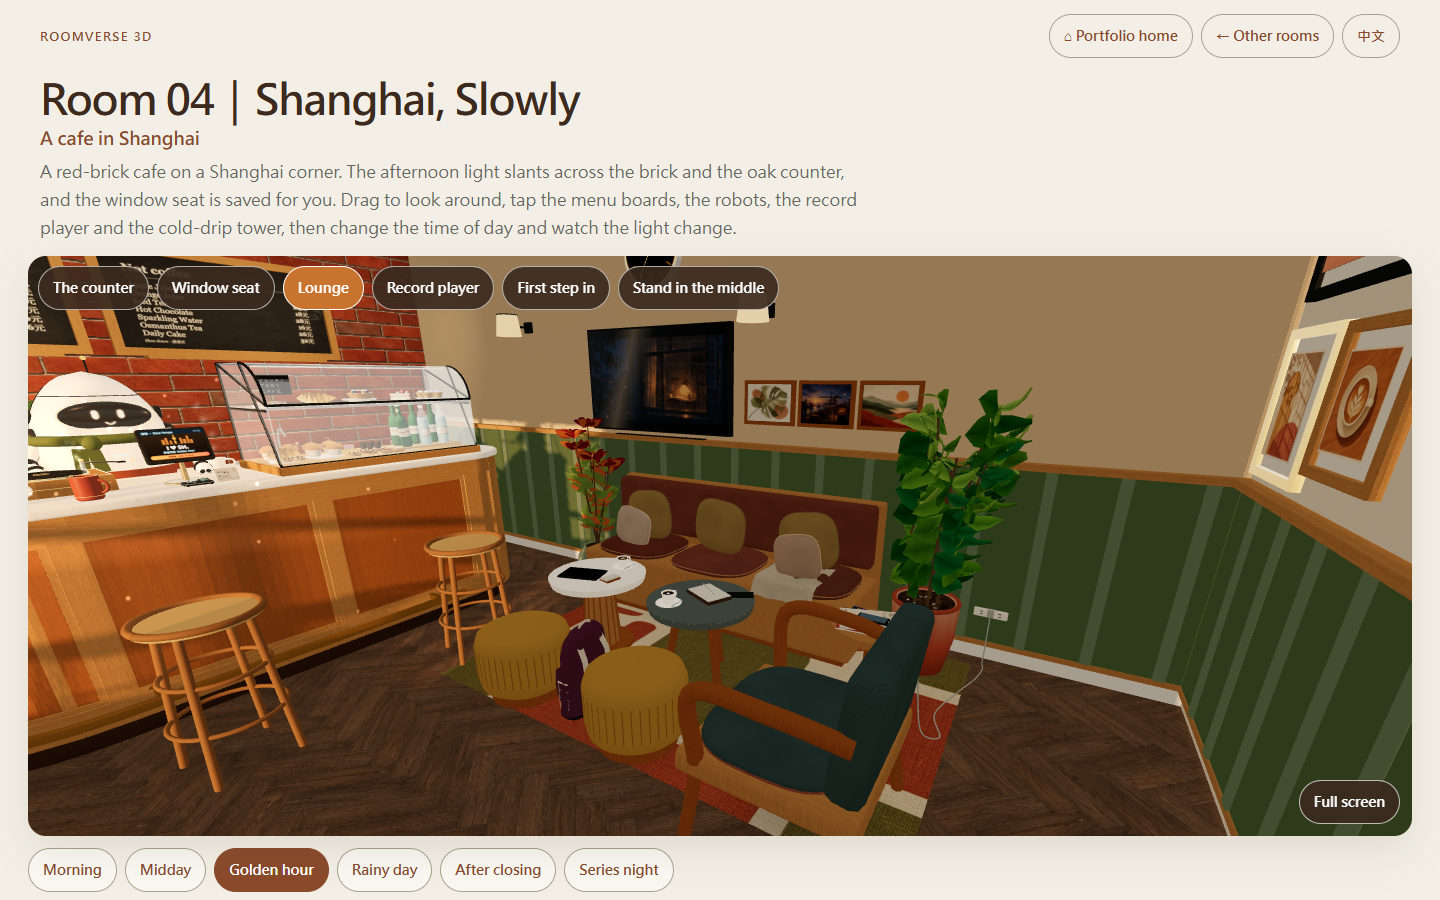 ROOMVERSE 3D
⌂ Portfolio home
← Other rooms
中文
Room 04 | Shanghai, Slowly
A cafe in Shanghai
A red-brick cafe on a Shanghai corner. The afternoon light slants across the brick and the oak counter,
and the window seat is saved for you. Drag to look around, tap the menu boards, the robots, the record
player and the cold-drip tower, then change the time of day and watch the light change.
The counter
Window seat
Lounge
Record player
First step in
Stand in the middle
Hot Chocolate
Sparkling Water
Osmanthus Tea
Daily Cake
Full screen
Morning
Midday
Golden hour
Rainy day
After closing
Series night